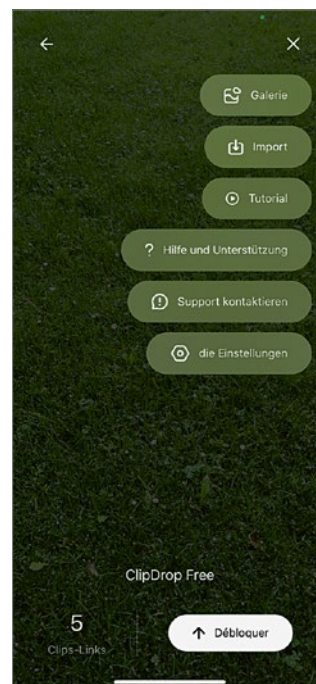 Galerie
Import
Tutorial
? Hilfe und Unterstützung
Support kontaktieren
die Einstellungen
ClipDrop Free
5
Clips-Links
Débloquer